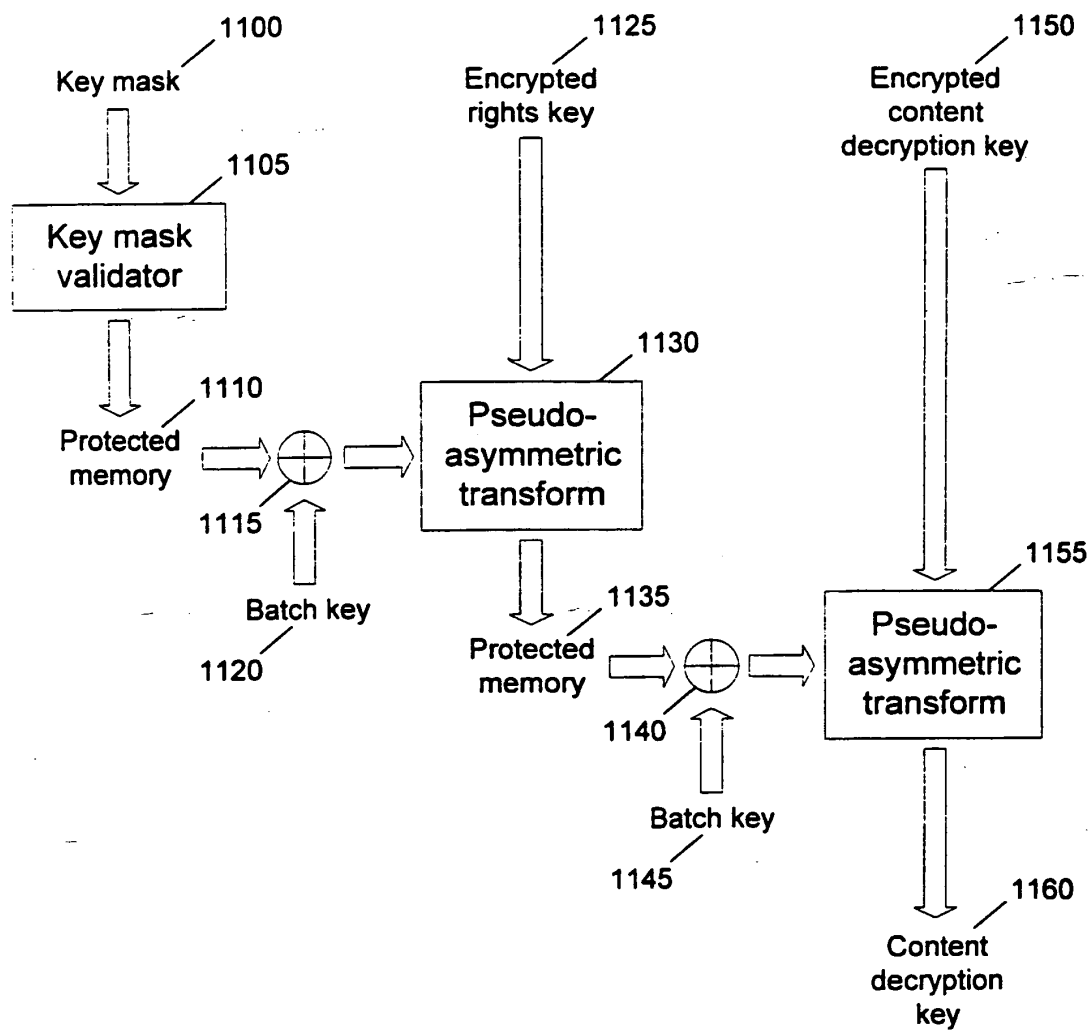 1100
Key mask
1105
Key mask
validator
1110
Protected
memory
1115
Batch key
1120
1125
Encrypted
rights key
1130
Pseudo-
asymmetric
transform
1135
Protected
memory
1140
Batch key
1145
1150
Encrypted
content
decryption key
1155
Pseudo-
asymmetric
transform
1160
Content
decryption
key